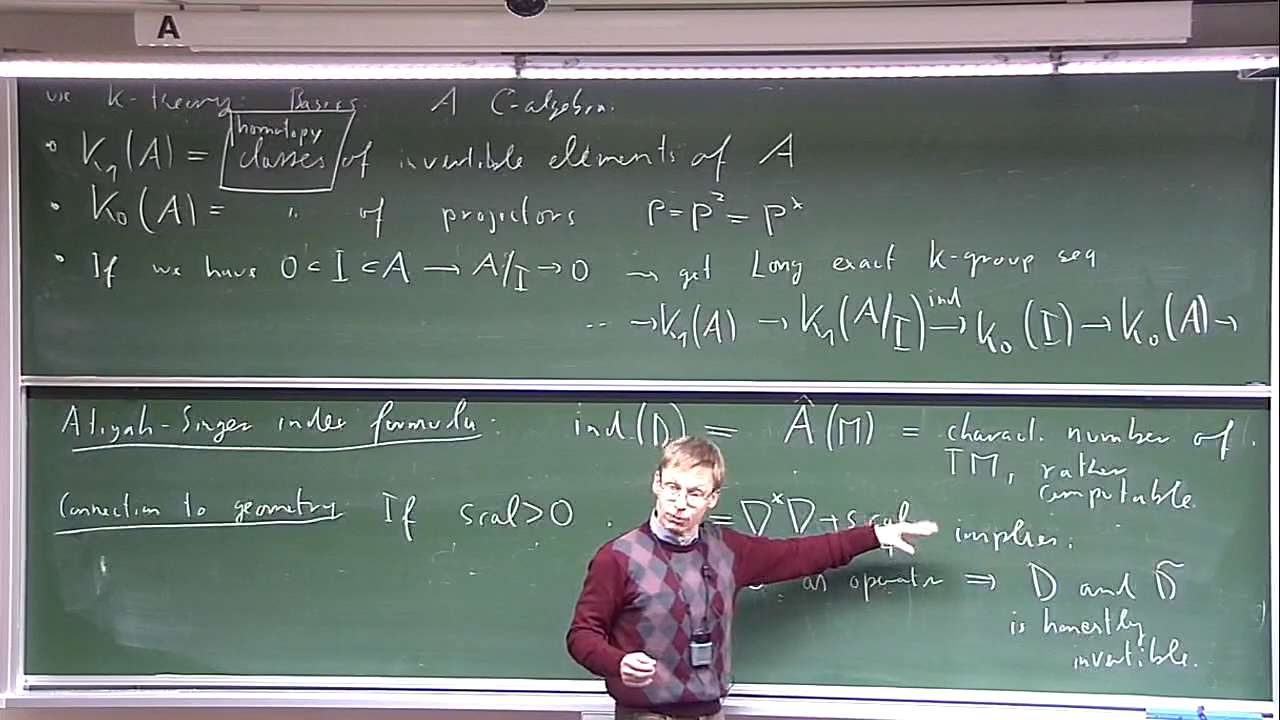 A
use K-theory: Basics: A C*-algebra.
• K₁(A) = homotopy classes of invertible elements of A
• K₀(A) = " of projectors P = P² = P*
• If we have 0 ⊂ I ⊂ A → A/I → 0 ⇝ get Long exact K-group seq
·· → K₁(A) → K₁(A/I) →ind K₀(I) → K₀(A) →
Atiyah-Singer index formula: ind(D) = Â(M) = charact. number of TM, rather computable.
Connection to geometry If scal>0 . = ∇*∇ + scal implies:
as operator ⇒ D and
is honestly
invertible.